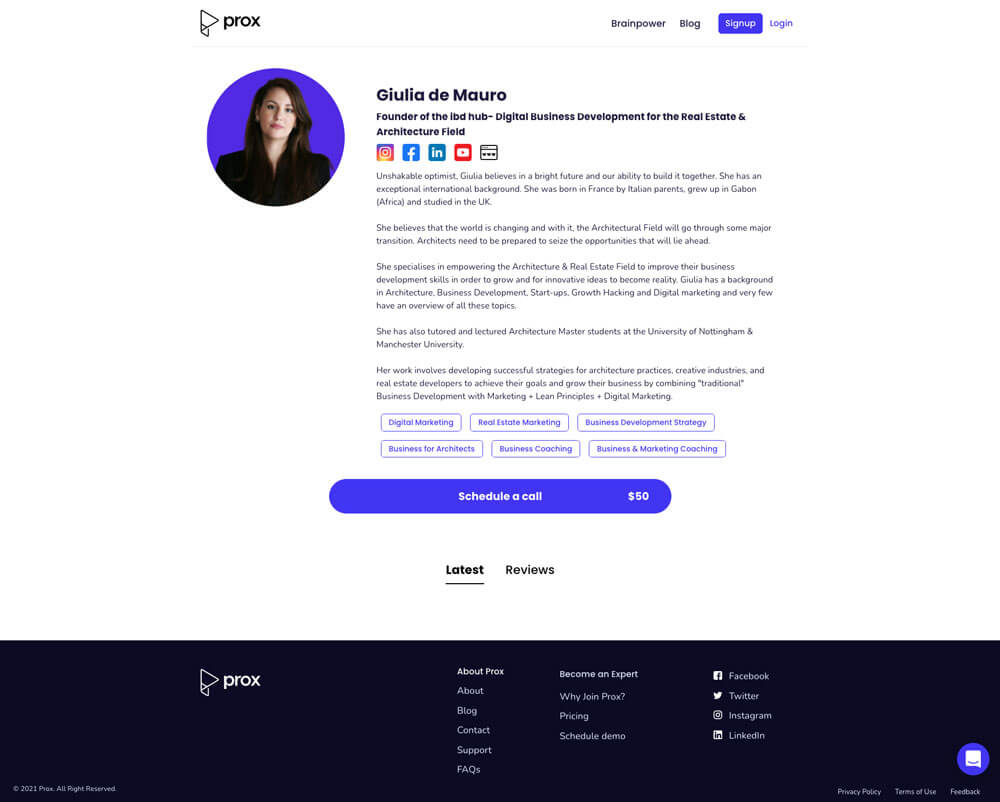 prox
Brainpower
Blog
Signup
Login
Giulia de Mauro
Founder of the ibd hub- Digital Business Development for the Real Estate &
Architecture Field
Unshakable optimist, Giulia believes in a bright future and our ability to build it together. She has an
exceptional international background. She was born in France by Italian parents, grew up in Gabon
(Africa) and studied in the UK.
She believes that the world is changing and with it, the Architectural Field will go through some major
transition. Architects need to be prepared to seize the opportunities that will lie ahead.
She specialises in empowering the Architecture & Real Estate Field to improve their business
development skills in order to grow and for innovative ideas to become reality. Giulia has a background
in Architecture, Business Development, Start-ups, Growth Hacking and Digital marketing and very few
have an overview of all these topics.
She has also tutored and lectured Architecture Master students at the University of Nottingham &
Manchester University.
Her work involves developing successful strategies for architecture practices, creative industries, and
real estate developers to achieve their goals and grow their business by combining "traditional"
Business Development with Marketing + Lean Principles + Digital Marketing.
Digital Marketing
Real Estate Marketing
Business Development Strategy
Business for Architects
Business Coaching
Business & Marketing Coaching
Schedule a call $50
Latest
Reviews
prox
About Prox
About
Blog
Contact
Support
FAQs
Become an Expert
Why Join Prox?
Pricing
Schedule demo
Facebook
Twitter
Instagram
LinkedIn
© 2021 Prox. All Right Reserved.
Privacy Policy
Terms of Use
Feedback